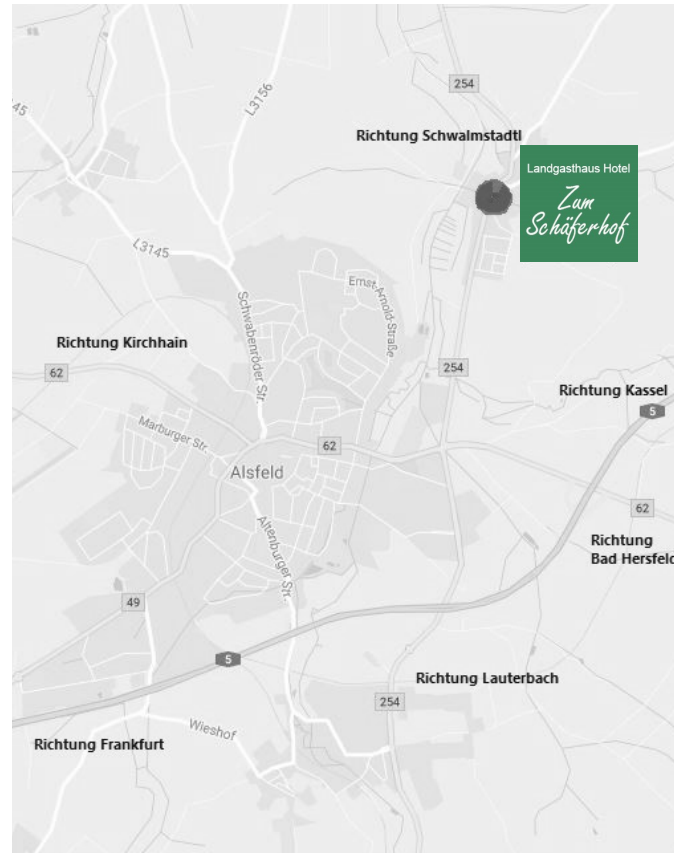 45
L3156
254
Richtung Schwalmstadtl
Landgasthaus Hotel
Zum
Schäferhof
145
L3145
Ernst-Arnold-Straße
Schwabenröder Str.
Richtung Kirchhain
62
254
Richtung Kassel
5
Marburger Str.
62
Alsfeld
62
Altenburger Str.
Richtung
Bad Hersfeld
49
5
Richtung Lauterbach
254
Wieshof
Richtung Frankfurt